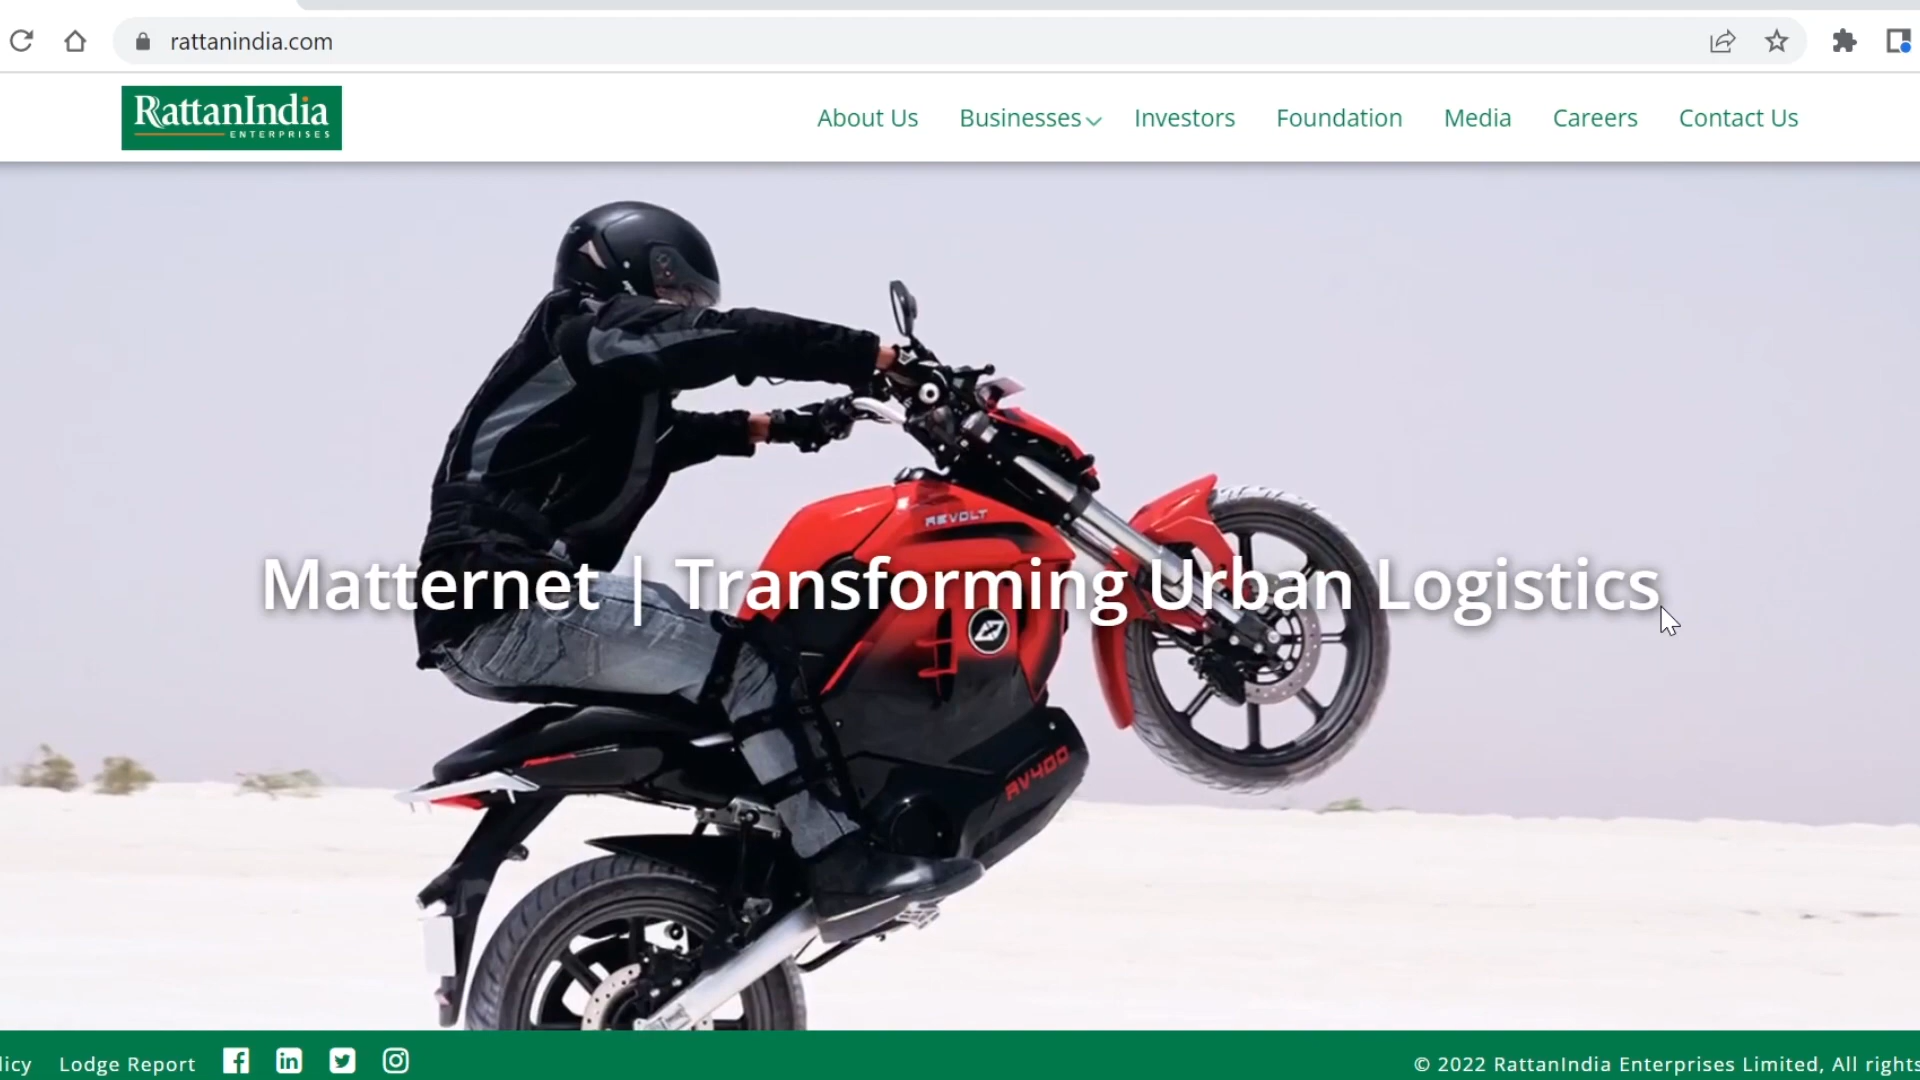 rattanindia.com
RattanIndia
ENTERPRISES
About Us Businesses Investors Foundation Media Careers Contact Us
REVOLT
Matternet | Transforming Urban Logistics
RV400
licy Lodge Report © 2022 RattanIndia Enterprises Limited, All rights